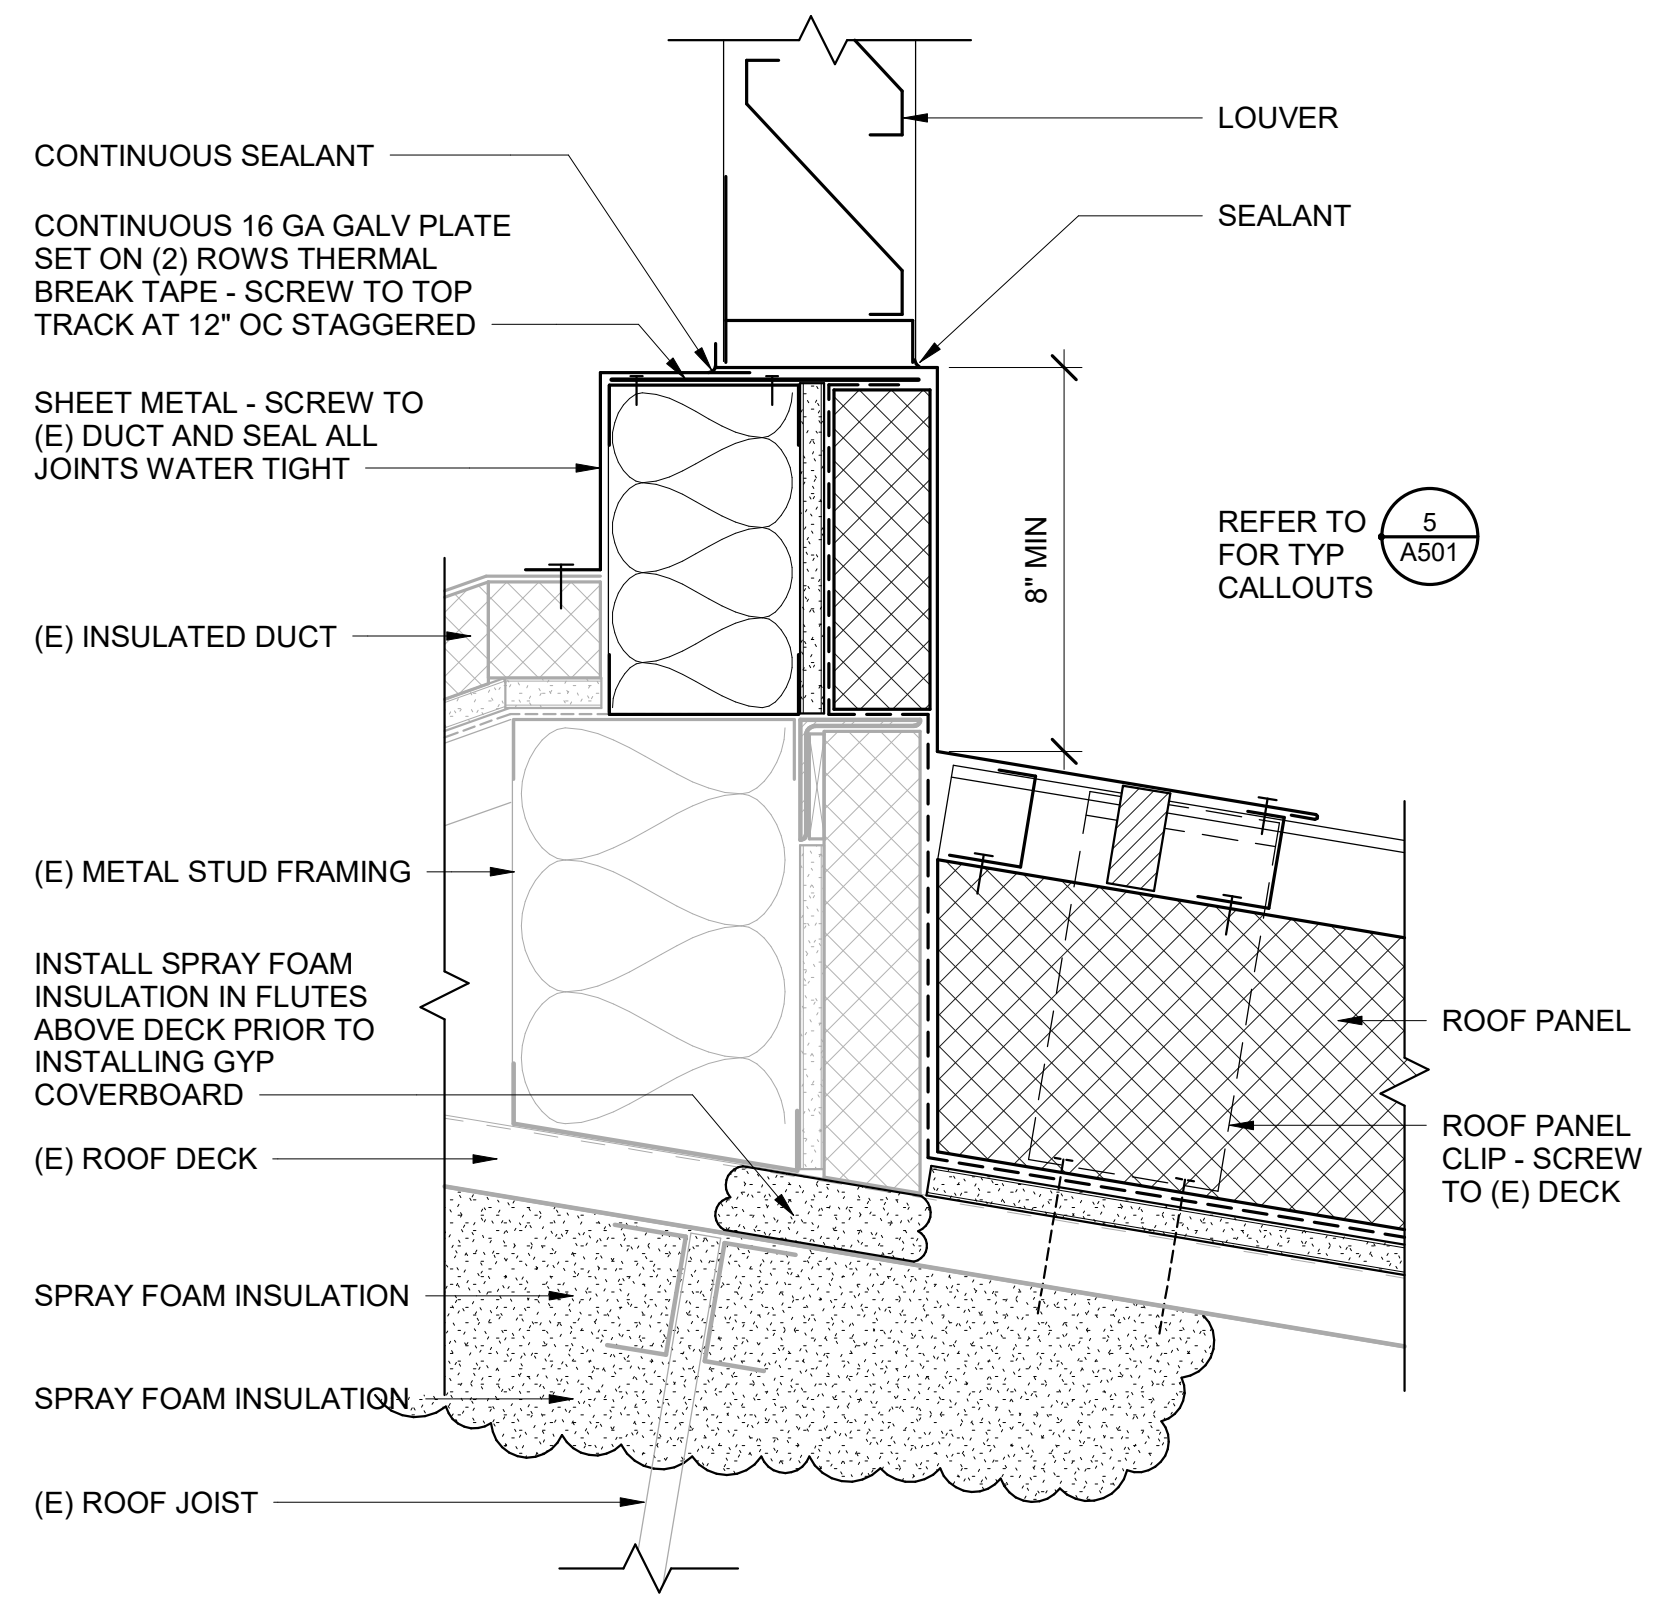 CONTINUOUS SEALANT
CONTINUOUS 16 GA GALV PLATE
SET ON (2) ROWS THERMAL
BREAK TAPE - SCREW TO TOP
TRACK AT 12" OC STAGGERED
SHEET METAL - SCREW TO
(E) DUCT AND SEAL ALL
JOINTS WATER TIGHT
(E) INSULATED DUCT
(E) METAL STUD FRAMING
INSTALL SPRAY FOAM
INSULATION IN FLUTES
ABOVE DECK PRIOR TO
INSTALLING GYP
COVERBOARD
(E) ROOF DECK
SPRAY FOAM INSULATION
SPRAY FOAM INSULATION
(E) ROOF JOIST
LOUVER
SEALANT
8" MIN
REFER TO
FOR TYP
CALLOUTS
5
A501
ROOF PANEL
ROOF PANEL
CLIP - SCREW
TO (E) DECK